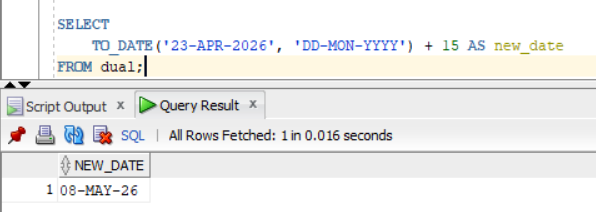 SELECT
TO_DATE('23-APR-2026', 'DD-MON-YYYY') + 15 AS new_date
FROM dual;
Script Output x Query Result x
SQL | All Rows Fetched: 1 in 0.016 seconds
NEW_DATE
1 08-MAY-26